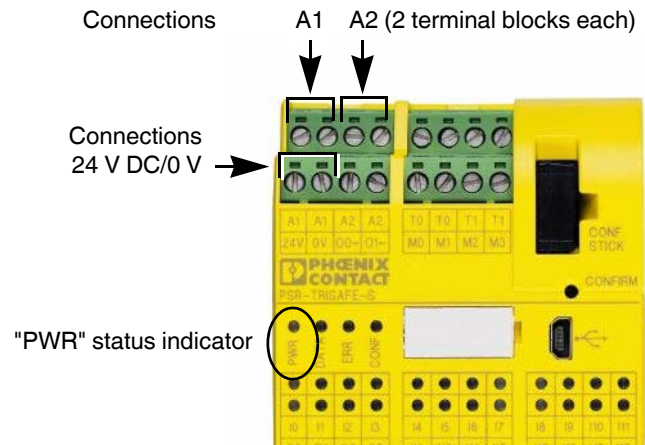 Connections A1 A2 (2 terminal blocks each)
Connections
24 V DC/0 V
A1 A1 A2 A2 T0 T0 T1 T1
24V 0V O0- O1- M0 M1 M2 M3
CONF
STICK
PHŒNIX
CONTACT
CONFIRM
PSR-TRISAFE-S
"PWR" status indicator
PWR DATA ERR CONF
I0 I1 I2 I3 I4 I5 I6 I7 I8 I9 I10 I11